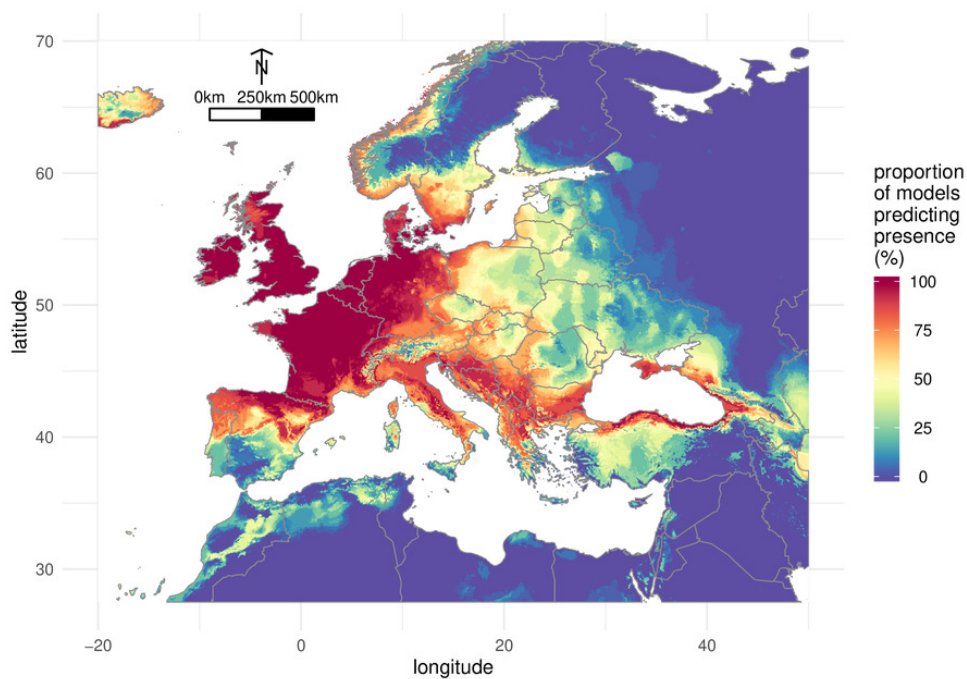 70
60
50
40
30
latitude
N
0km 250km 500km
−20 0 20 40
longitude
proportion
of models
predicting
presence
(%)
100
75
50
25
0